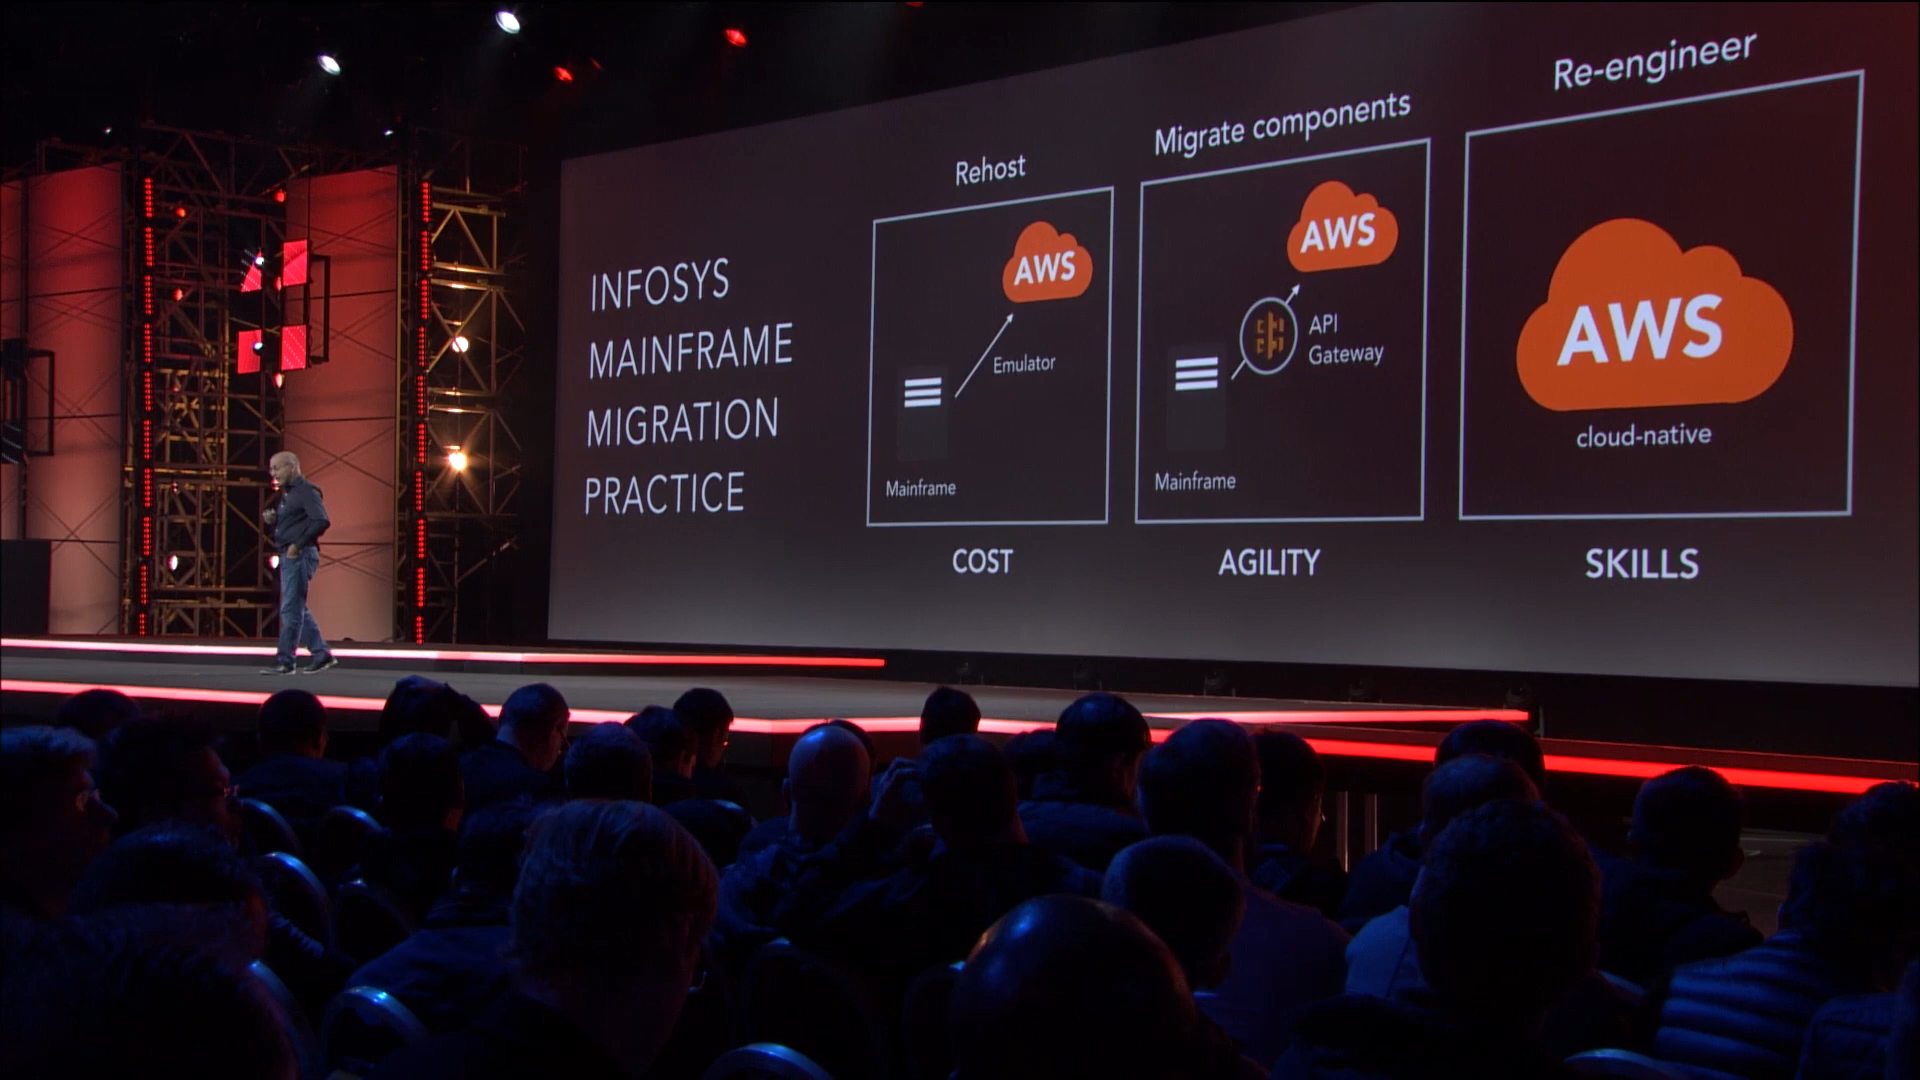 INFOSYS
MAINFRAME
MIGRATION
PRACTICE
Rehost
AWS
Emulator
Mainframe
COST
Migrate components
AWS
API
Gateway
Mainframe
AGILITY
Re-engineer
AWS
cloud-native
SKILLS